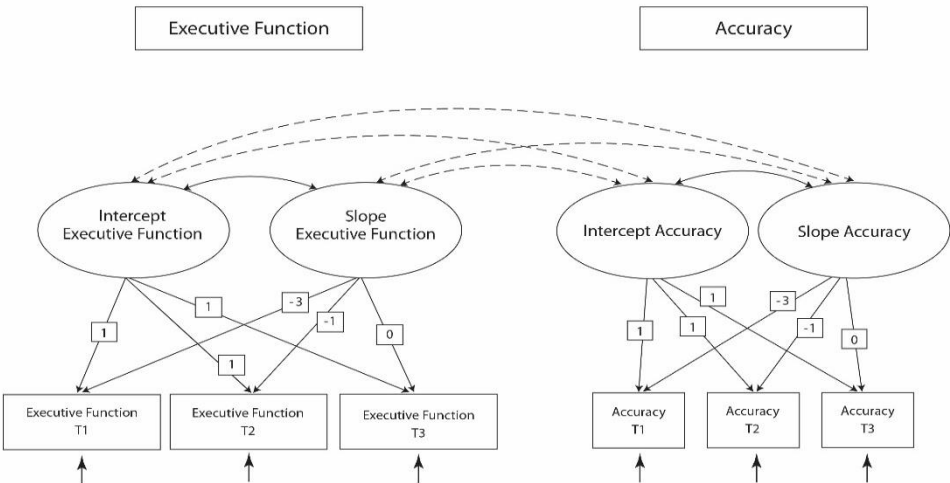 Executive Function
Accuracy
Intercept
Executive Function
Slope
Executive Function
Intercept Accuracy
Slope Accuracy
1
1
1
-3
-1
0
1
1
1
-3
-1
0
Executive Function
T1
Executive Function
T2
Executive Function
T3
Accuracy
T1
Accuracy
T2
Accuracy
T3